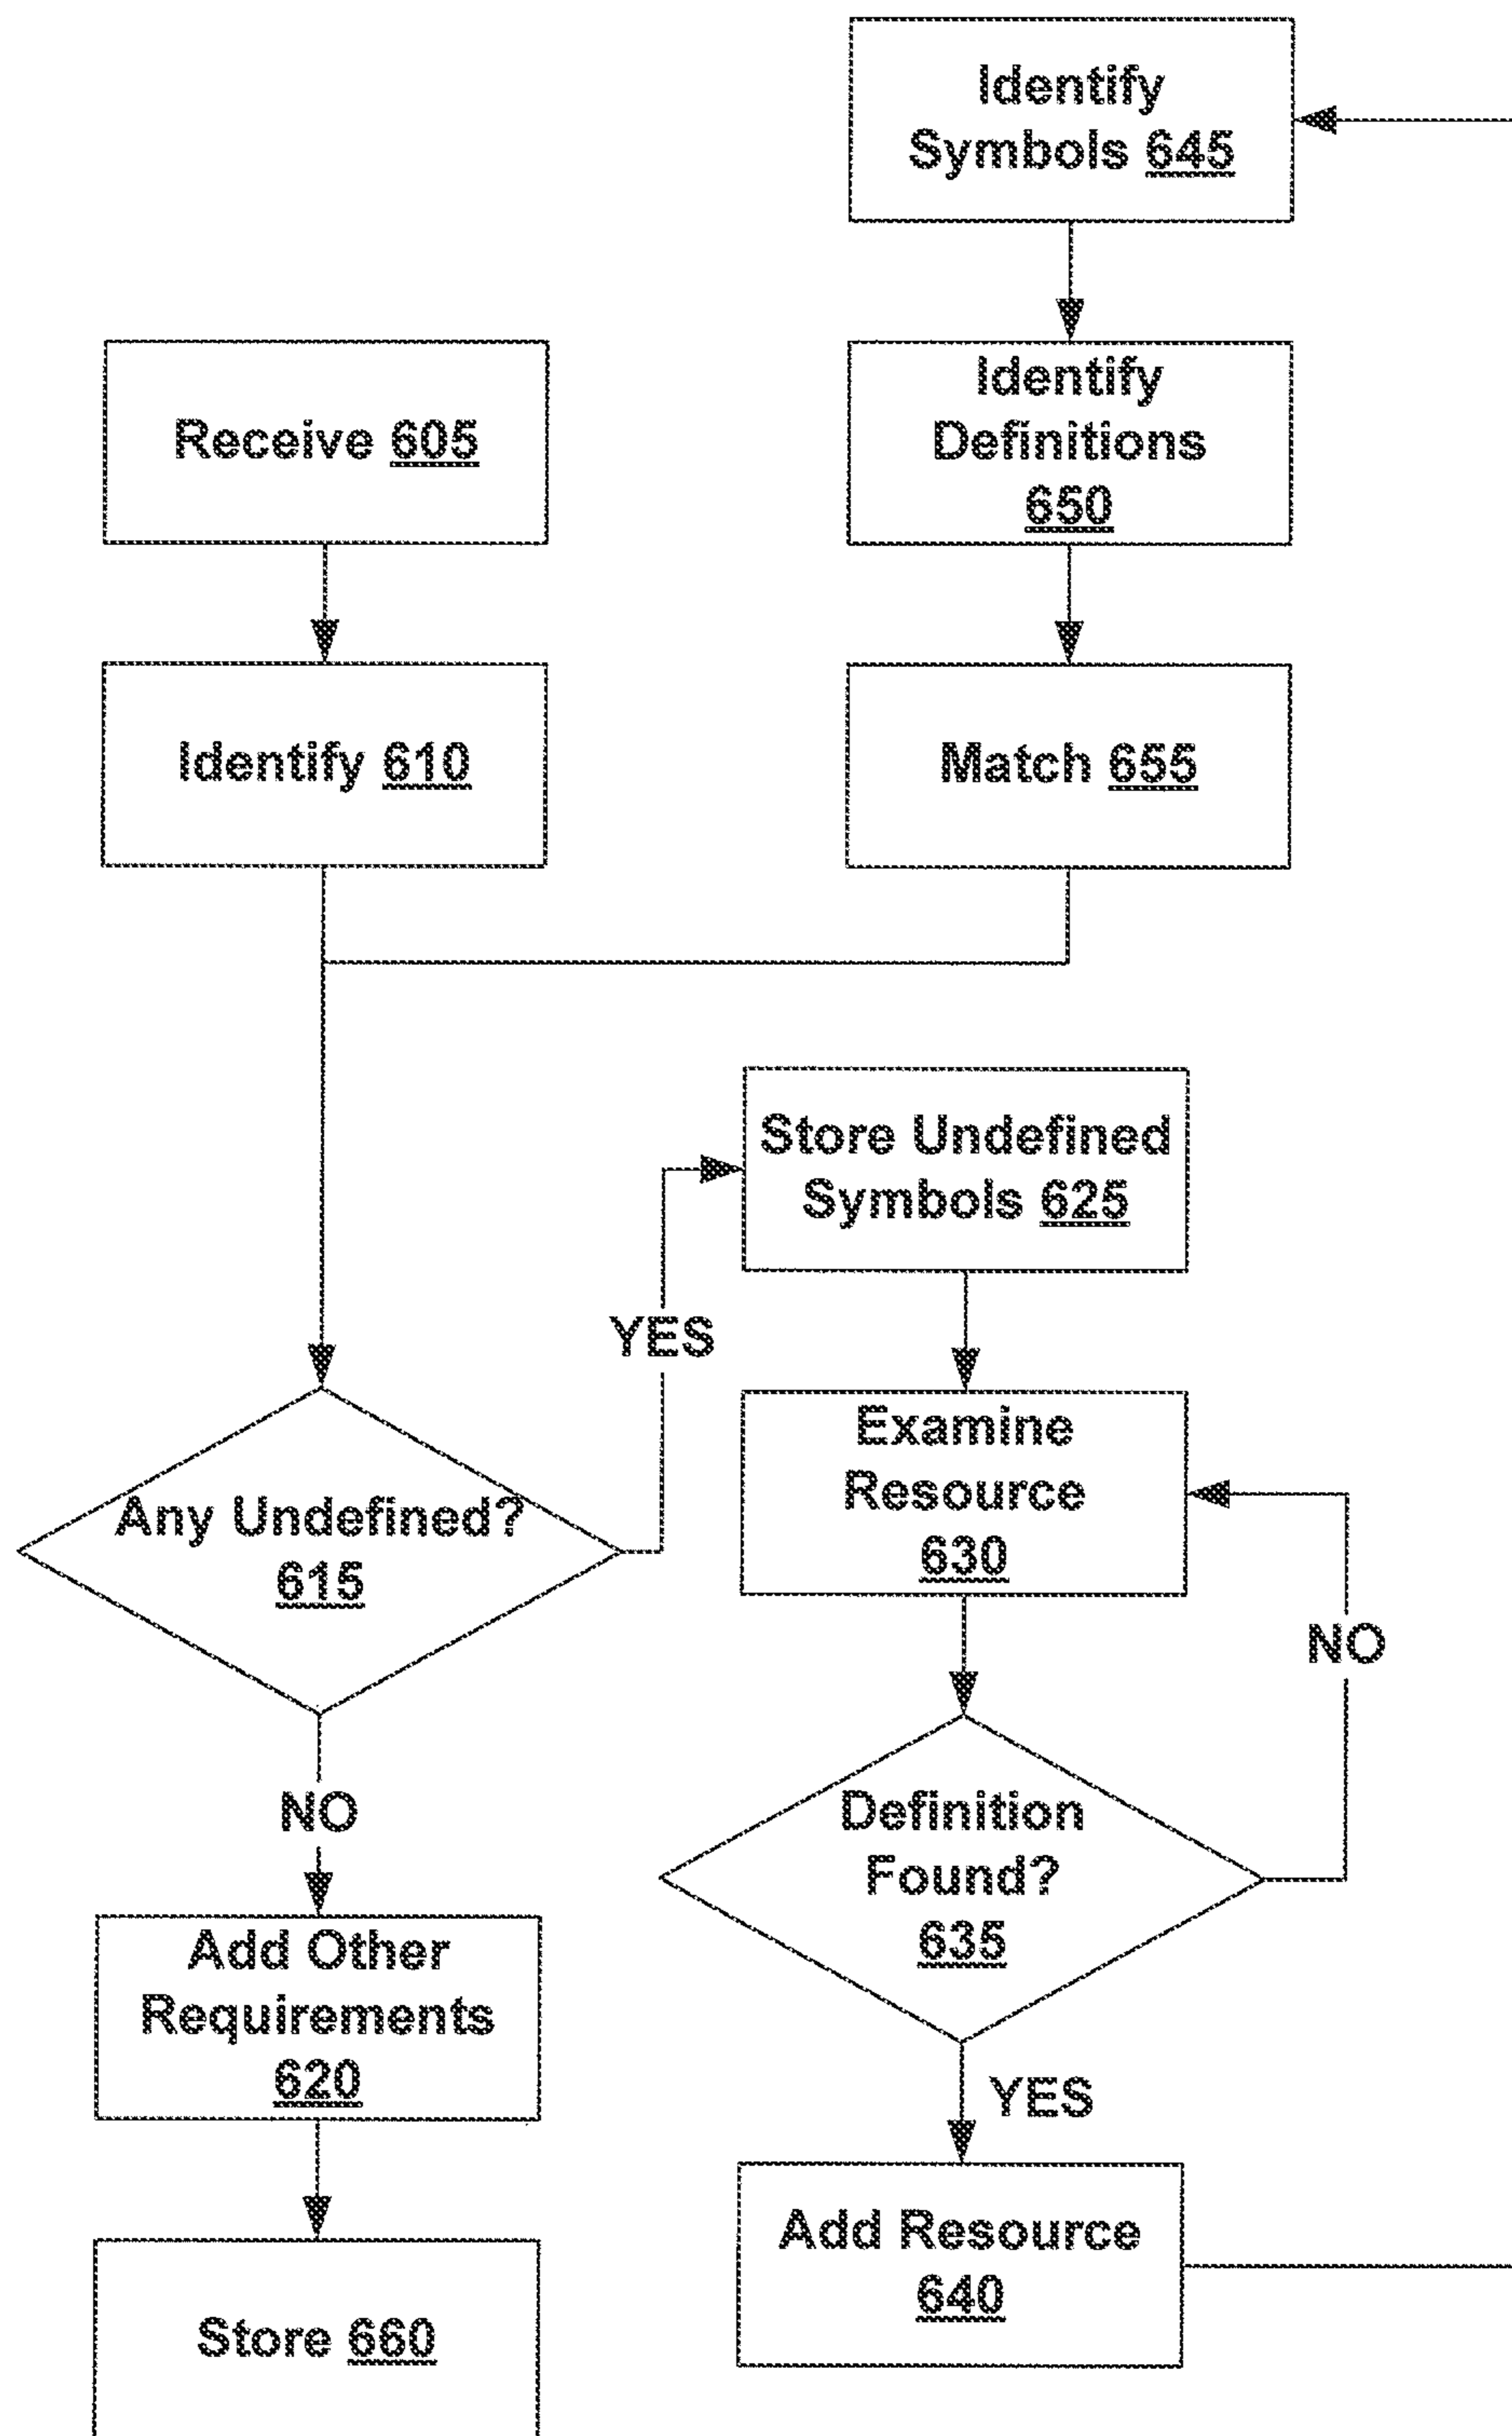 Identify
Symbols 645
Identify
Definitions
650
Receive 605
Identify 610
Match 655
Store Undefined
Symbols 625
YES
Any Undefined?
615
Examine
Resource
630
NO
NO
Definition
Found?
635
Add Other
Requirements
620
YES
Add Resource
640
Store 660